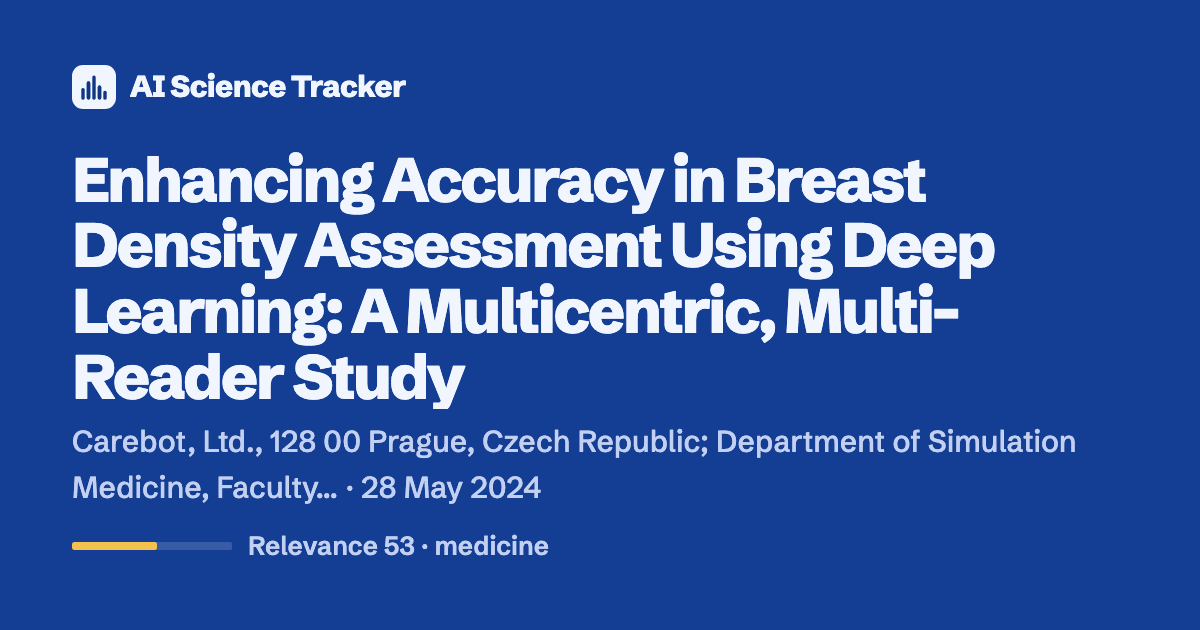 AI Science Tracker
Enhancing Accuracy in Breast
Density Assessment Using Deep
Learning: A Multicentric, Multi-
Reader Study
Carebot, Ltd., 128 00 Prague, Czech Republic; Department of Simulation
Medicine, Faculty... · 28 May 2024
Relevance 53 · medicine